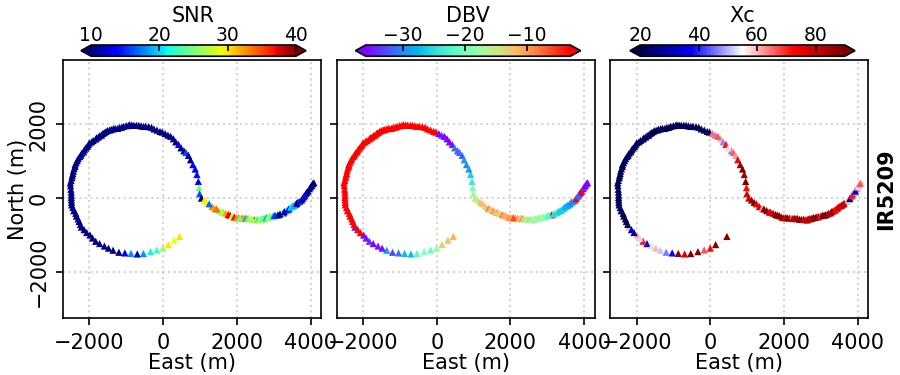 SNR DBV Xc
10 20 30 40 −30 −20 −10 20 40 60 80
2000
0
−2000
North (m)
IR5209
−2000 0 2000 4000 −2000 0 2000 4000 −2000 0 2000 4000
East (m) East (m) East (m)